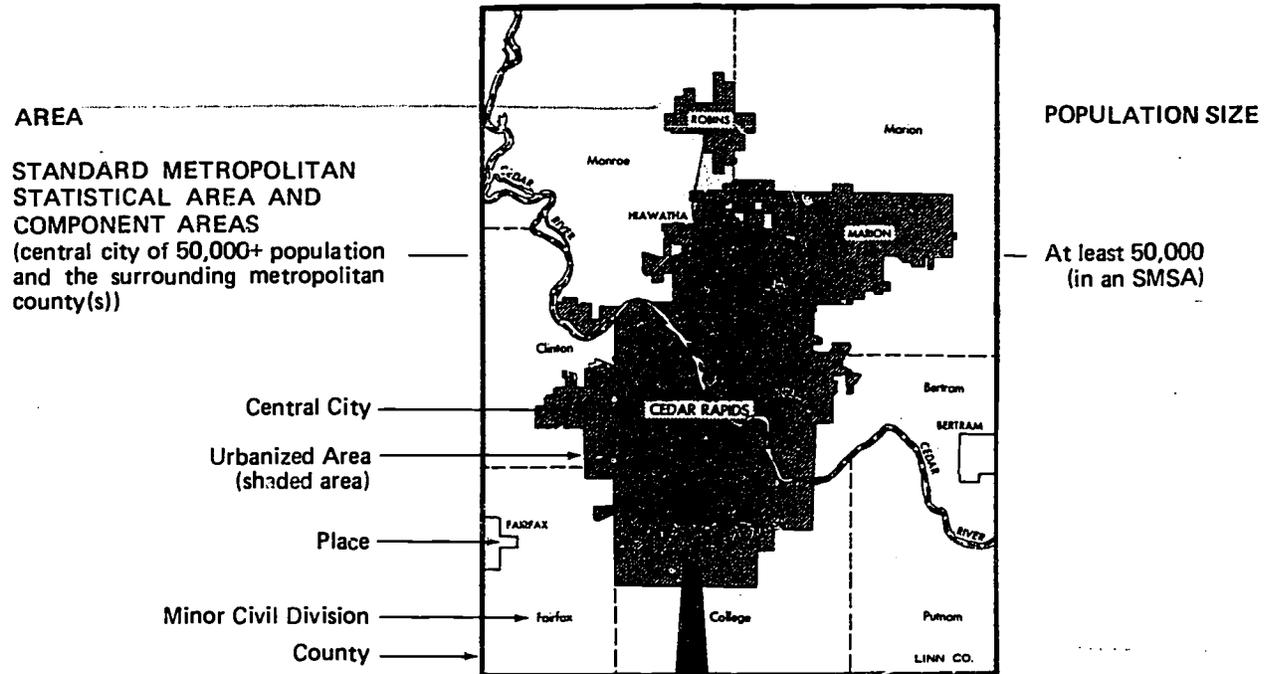 AREA
POPULATION SIZE
STANDARD METROPOLITAN
STATISTICAL AREA AND
COMPONENT AREAS
(central city of 50,000+ population
and the surrounding metropolitan
county(s))
At least 50,000
(in an SMSA)
Central City
Urbanized Area
(shaded area)
Place
Minor Civil Division
County
ROBINS
Marion
Monroe
CEDAR
RIVER
HIAWATHA
MARION
Clinton
CEDAR RAPIDS
Bertram
BERTRAM
CEDAR
RIVER
FAIRFAX
Fairfax
College
Putnam
LINN CO.